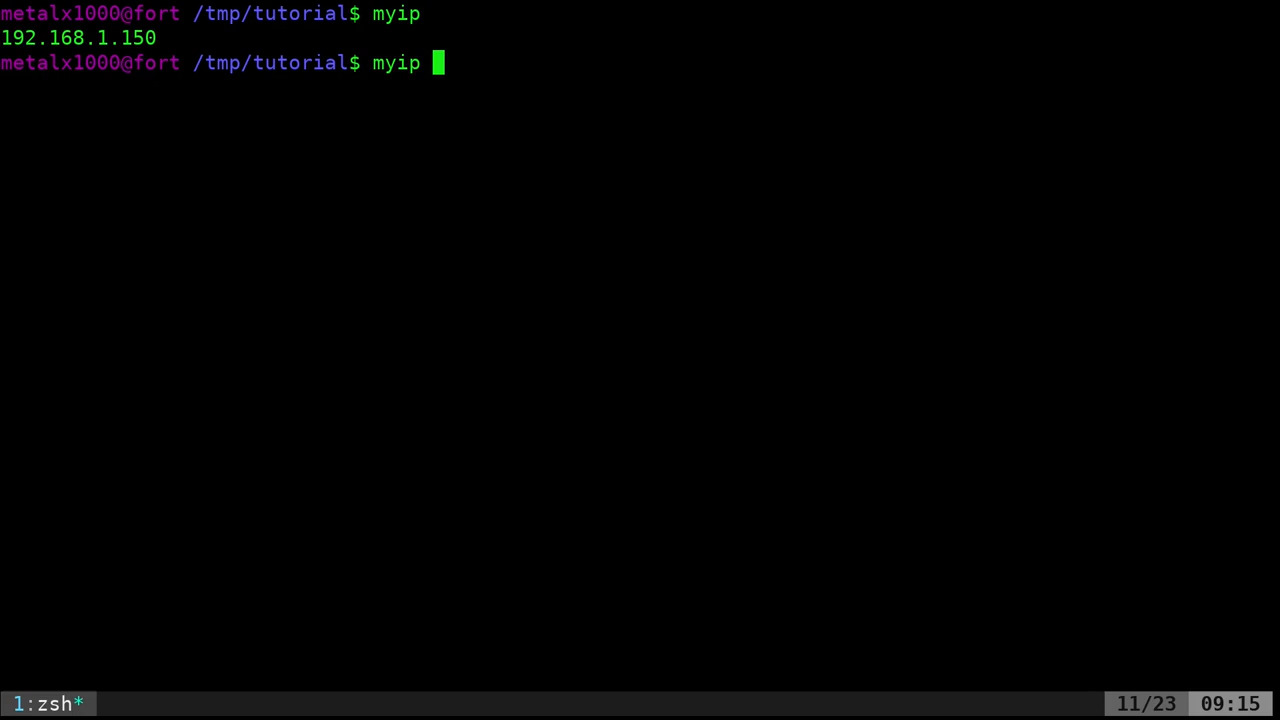 metalx1000@fort /tmp/tutorial$ myip
192.168.1.150
metalx1000@fort /tmp/tutorial$ myip
1:zsh* 11/23 09:15